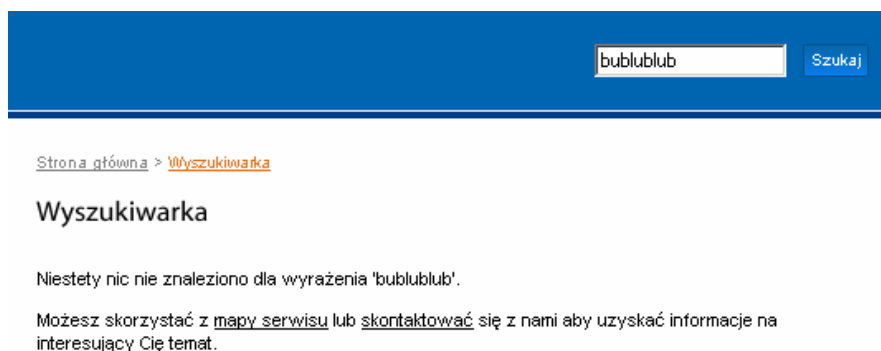 bublublub Szukaj
Strona główna > Wyszukiwarka
Wyszukiwarka
Niestety nic nie znaleziono dla wyrażenia 'bublublub'.
Możesz skorzystać z mapy serwisu lub skontaktować się z nami aby uzyskać informacje na
interesujący Cię temat.